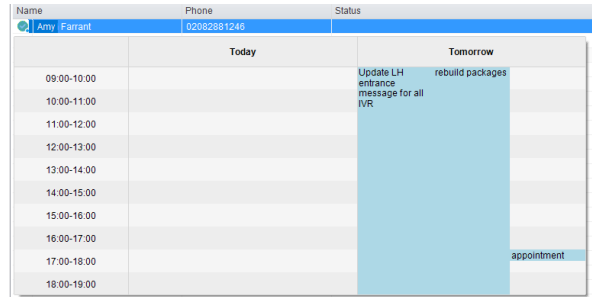 Name Phone Status
Amy Farrant 02082881246
Today Tomorrow
09:00-10:00 Update LH rebuild packages
entrance
message for all
10:00-11:00 IVR
11:00-12:00
12:00-13:00
13:00-14:00
14:00-15:00
15:00-16:00
16:00-17:00
17:00-18:00 appointment
18:00-19:00